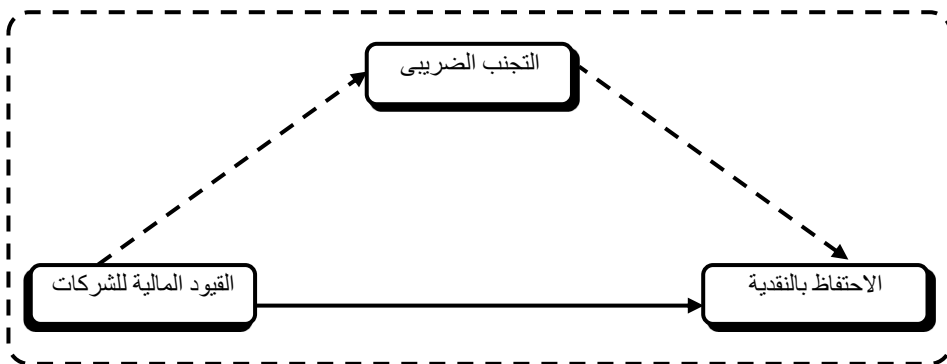 التجنب الضريبى
القيود المالية للشركات
الاحتفاظ بالنقدية